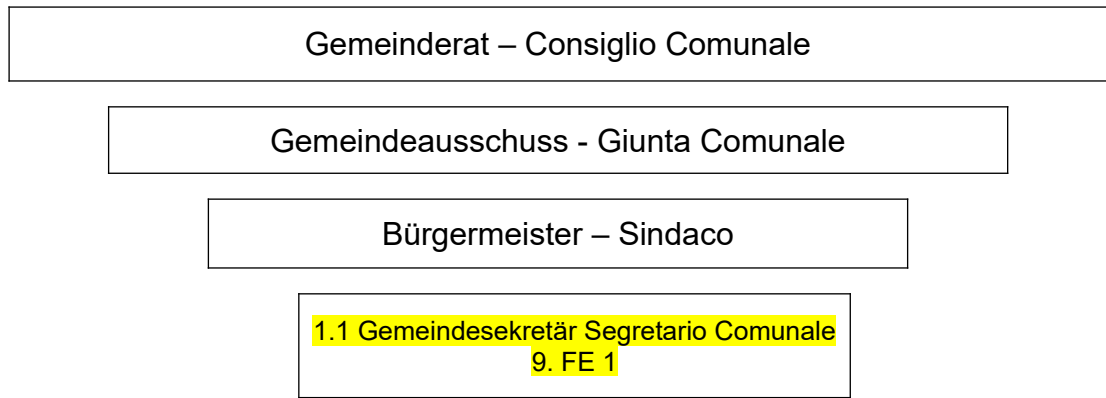 Gemeinderat – Consiglio Comunale
Gemeindeausschuss - Giunta Comunale
Bürgermeister – Sindaco
1.1 Gemeindesekretär Segretario Comunale
9. FE 1